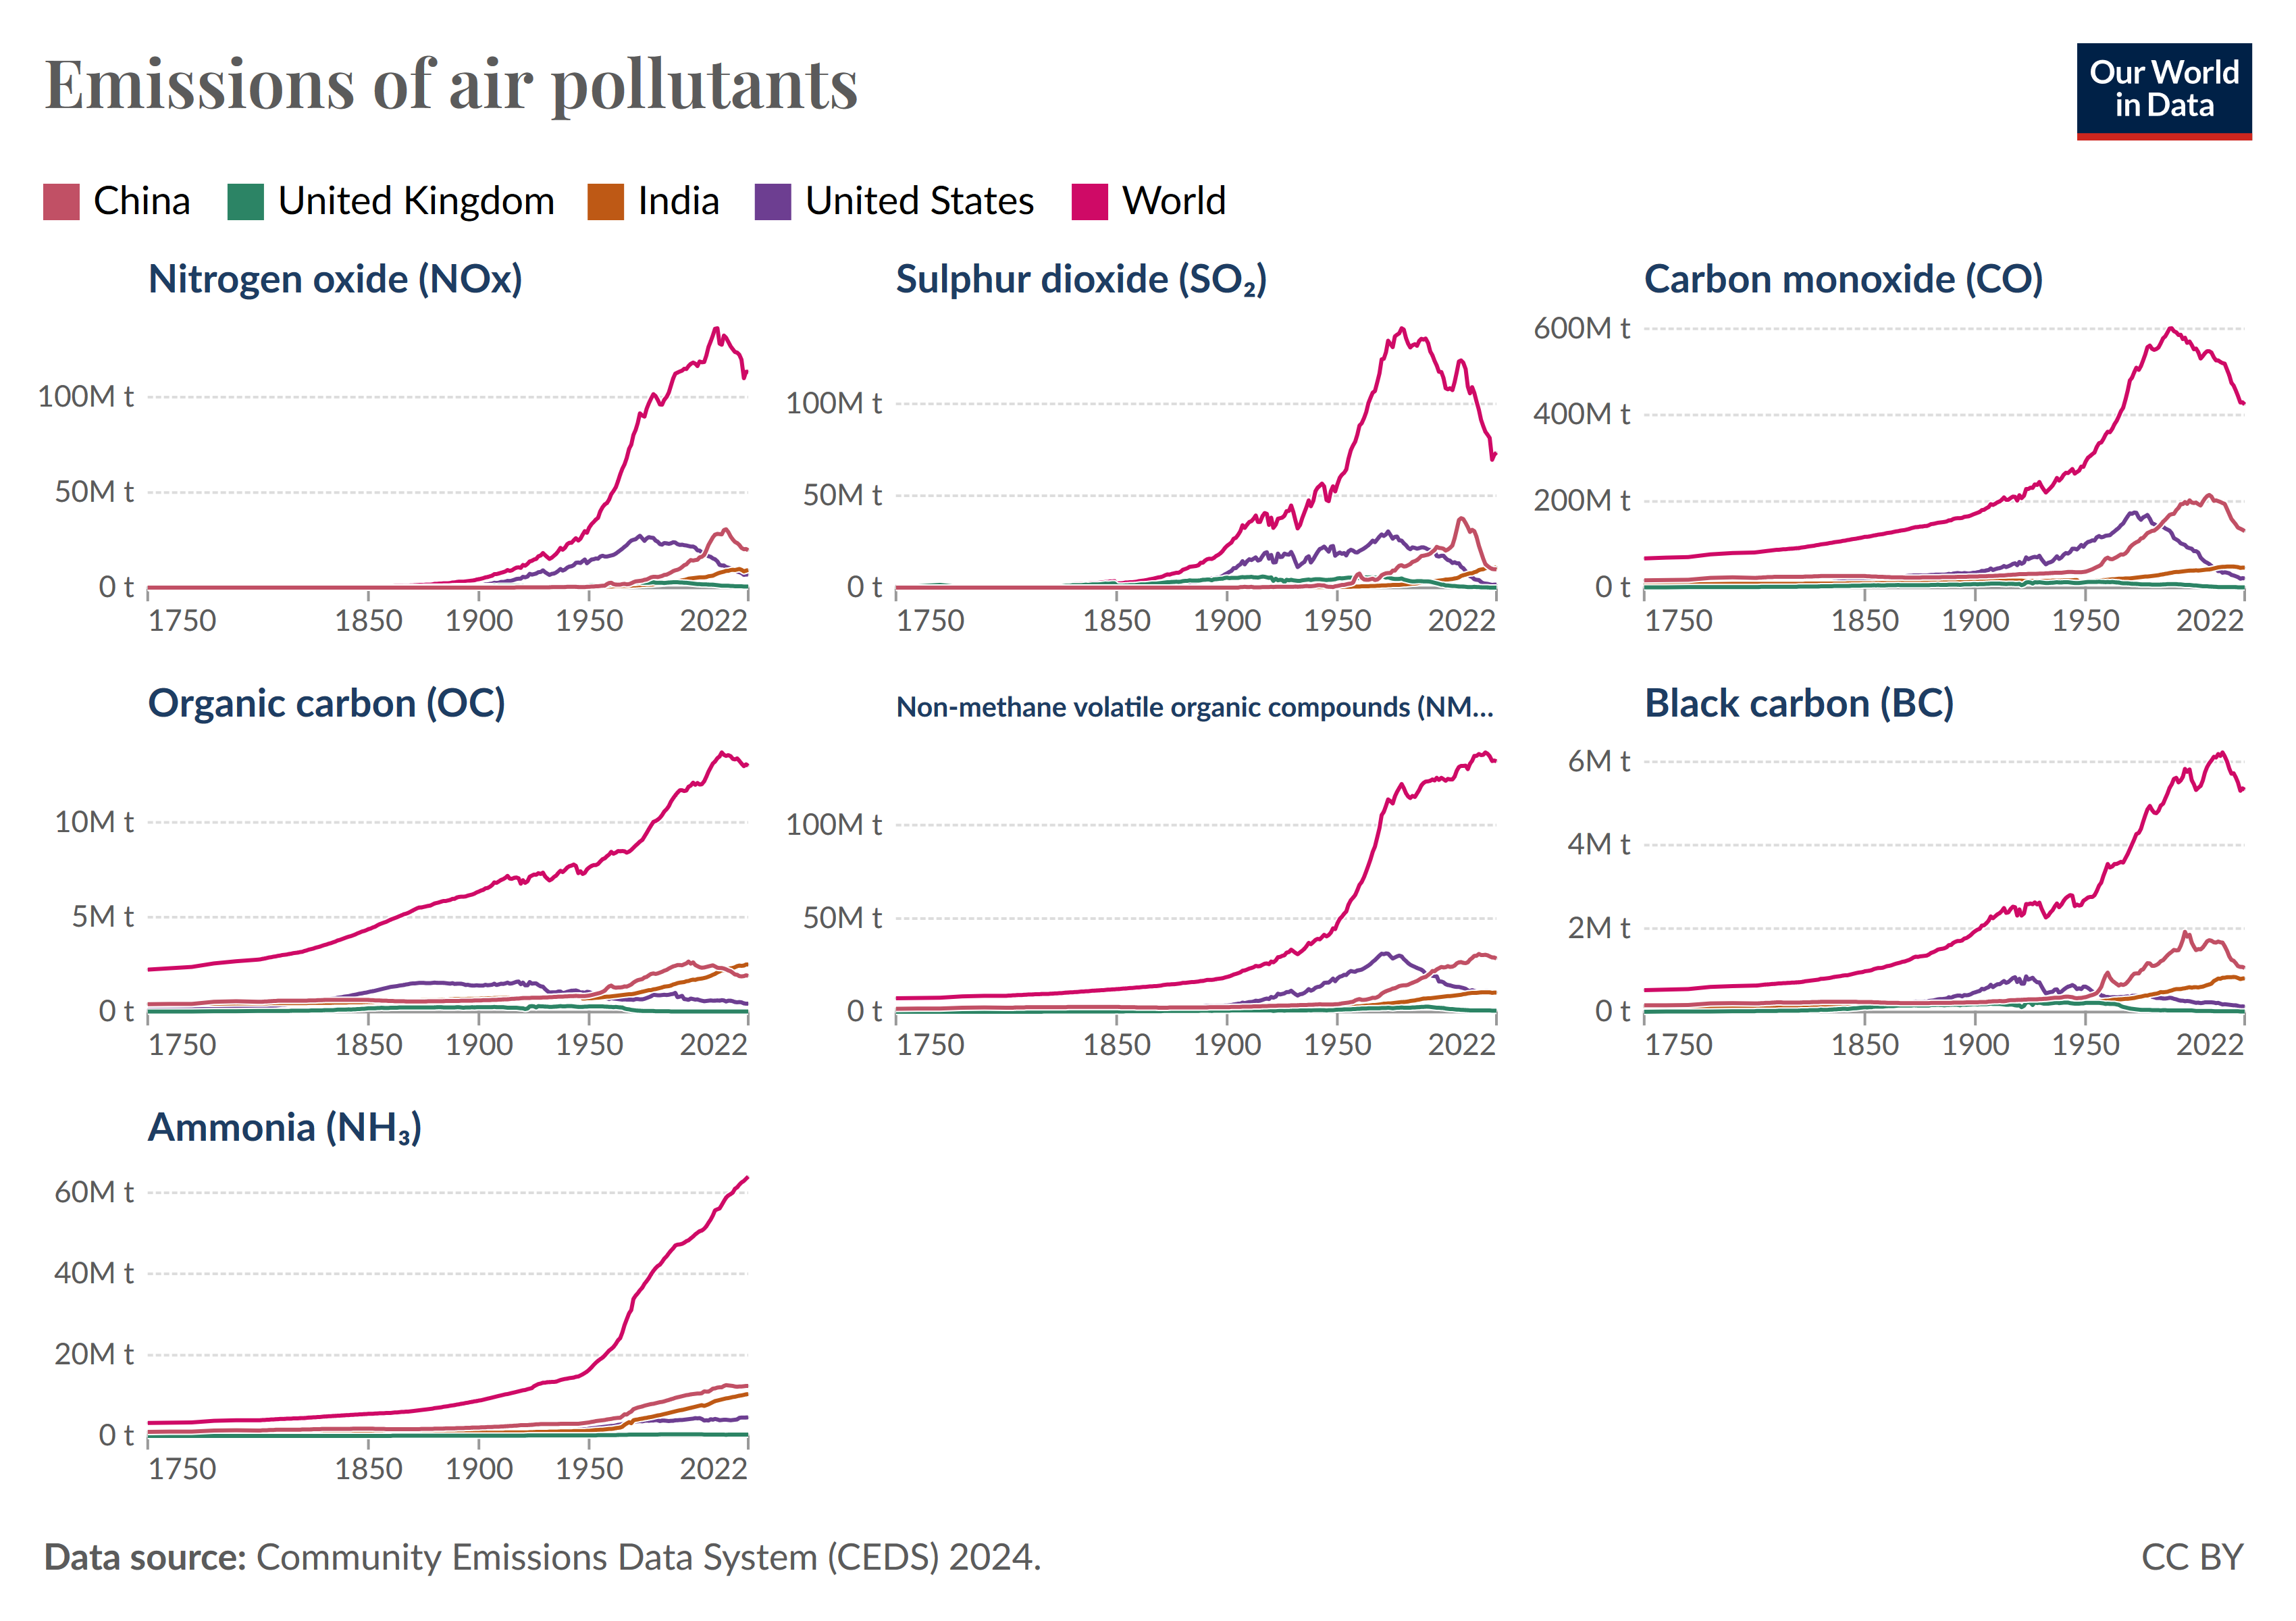 Emissions of air pollutants
Our World
in Data
China United Kingdom India United States World
Nitrogen oxide (NOx)
100M t
50M t
0 t
1750 1850 1900 1950 2022
Sulphur dioxide (SO₂)
100M t
50M t
0 t
1750 1850 1900 1950 2022
Carbon monoxide (CO)
600M t
400M t
200M t
0 t
1750 1850 1900 1950 2022
Organic carbon (OC)
10M t
5M t
0 t
1750 1850 1900 1950 2022
Non-methane volatile organic compounds (NM...
100M t
50M t
0 t
1750 1850 1900 1950 2022
Black carbon (BC)
6M t
4M t
2M t
0 t
1750 1850 1900 1950 2022
Ammonia (NH₃)
60M t
40M t
20M t
0 t
1750 1850 1900 1950 2022
Data source: Community Emissions Data System (CEDS) 2024.
CC BY